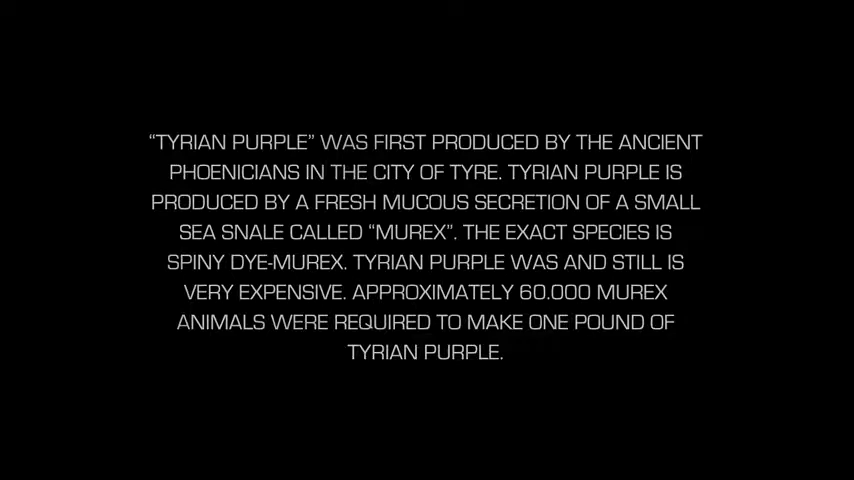 “TYRIAN PURPLE” WAS FIRST PRODUCED BY THE ANCIENT
PHOENICIANS IN THE CITY OF TYRE. TYRIAN PURPLE IS
PRODUCED BY A FRESH MUCOUS SECRETION OF A SMALL
SEA SNALE CALLED “MUREX”. THE EXACT SPECIES IS
SPINY DYE-MUREX. TYRIAN PURPLE WAS AND STILL IS
VERY EXPENSIVE. APPROXIMATELY 60.000 MUREX
ANIMALS WERE REQUIRED TO MAKE ONE POUND OF
TYRIAN PURPLE.